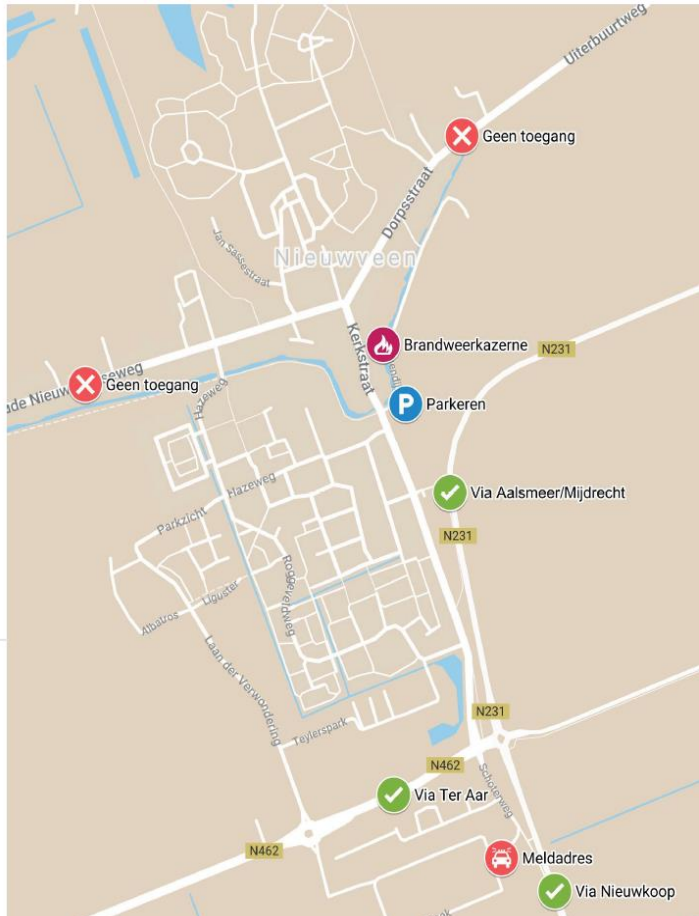 Uiterbuurtweg
Geen toegang
Dorpsstraat
Jan Sassestraat
Nieuwveen
Kerkstraat
Brandweerkazerne
N231
Geen toegang
Hazeweg
P
Parkeren
Hazeweg
Via Aalsmeer/Mijdrecht
Parkzicht
N231
Roggeveldweg
Liguster
Albatros
Laan der Verwondering
N231
Teylerspark
N462
Schoterweg
Via Ter Aar
N462
Meldadres
Via Nieuwkoop